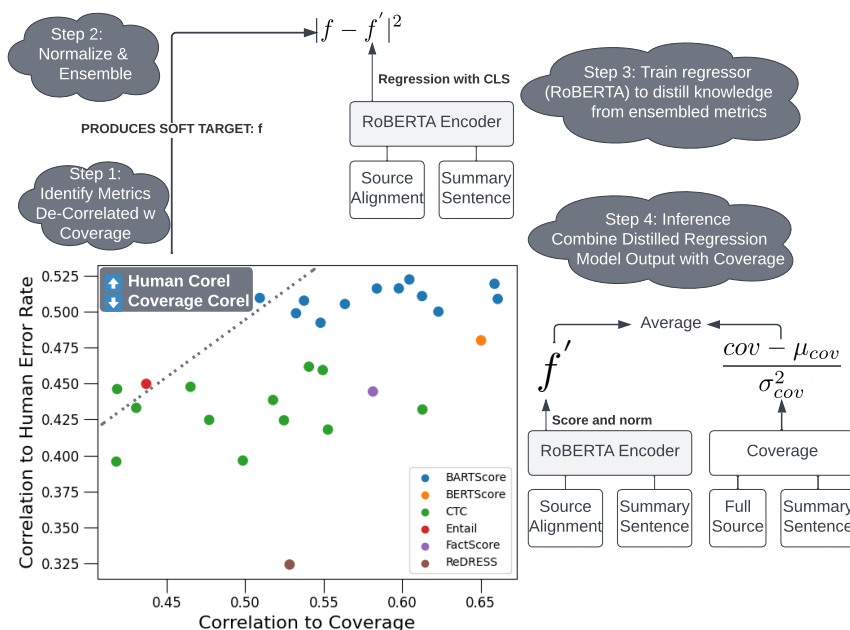 Step 2:
Normalize &
Ensemble
|f − f′|²
Regression with CLS
RoBERTA Encoder
Source
Alignment
Summary
Sentence
Step 3: Train regressor
(RoBERTA) to distill knowledge
from ensembled metrics
PRODUCES SOFT TARGET: f
Step 1:
Identify Metrics
De-Correlated w
Coverage
Step 4: Inference
Combine Distilled Regression
Model Output with Coverage
Correlation to Human Error Rate
0.525
0.500
0.475
0.450
0.425
0.400
0.375
0.350
0.325
Human Corel
Coverage Corel
BARTScore
BERTScore
CTC
Entail
FactScore
ReDRESS
0.45
0.50
0.55
0.60
0.65
Correlation to Coverage
Average
f′
cov − μcov
σ²cov
Score and norm
RoBERTA Encoder
Source
Alignment
Summary
Sentence
Coverage
Full
Source
Summary
Sentence